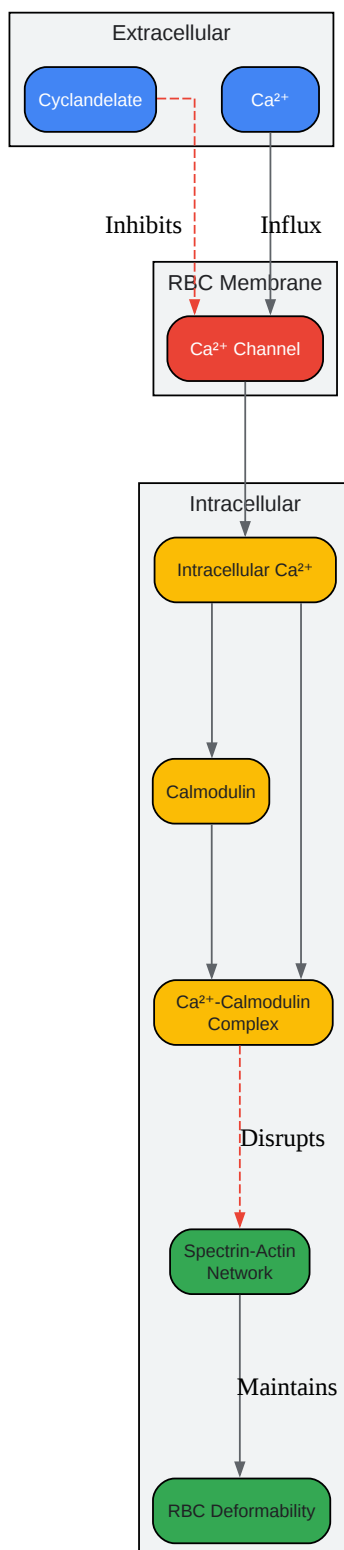 Extracellular
Cyclandelate
Ca²⁺
Inhibits
Influx
RBC Membrane
Ca²⁺ Channel
Intracellular
Intracellular Ca²⁺
Calmodulin
Ca²⁺-Calmodulin
Complex
Disrupts
Spectrin-Actin
Network
Maintains
RBC Deformability